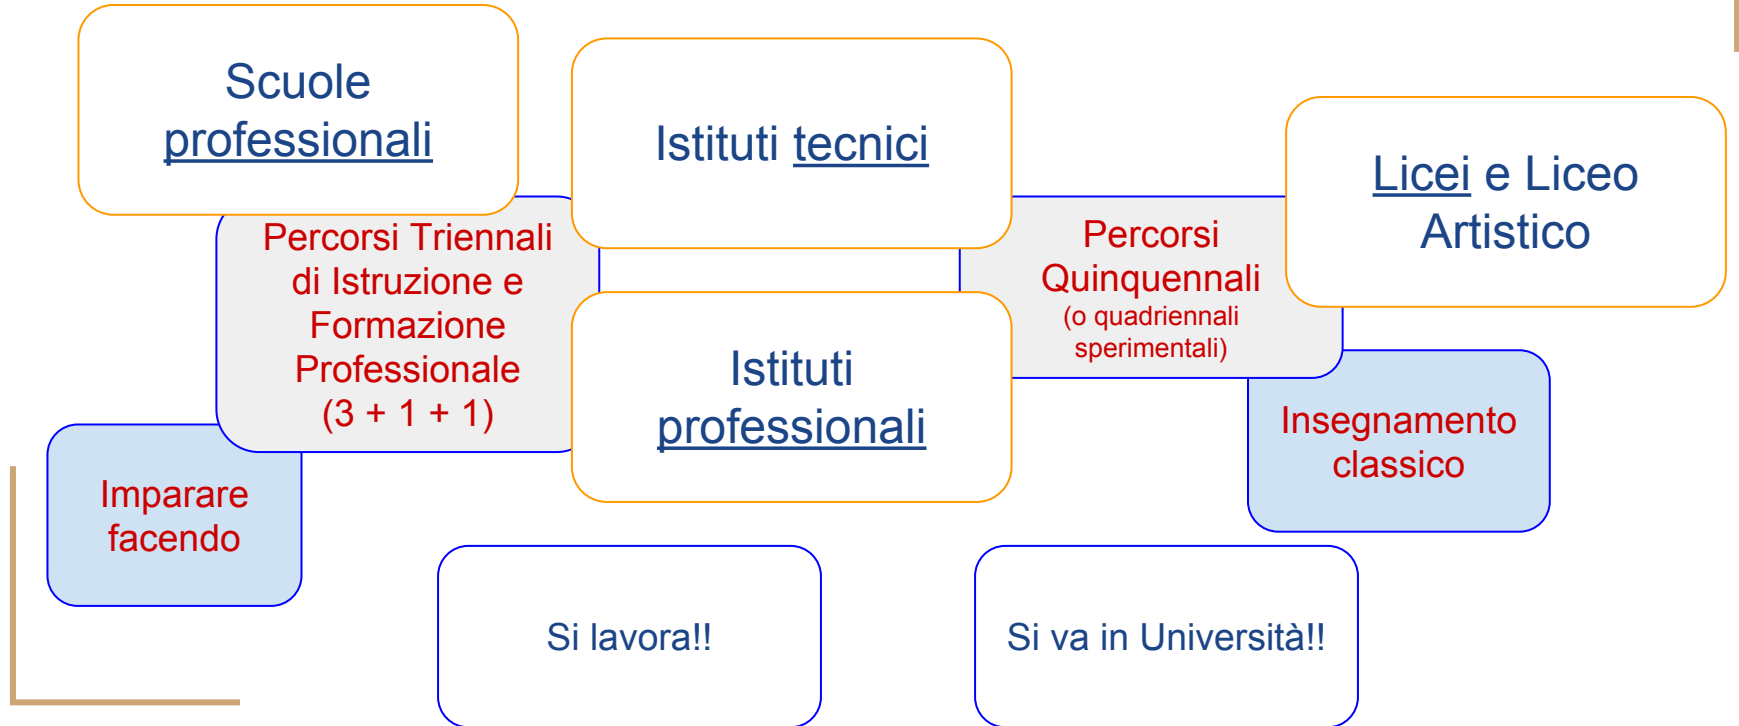 Scuole
professionali
Istituti tecnici
Licei e Liceo
Artistico
Percorsi Triennali
di Istruzione e
Formazione
Professionale
(3 + 1 + 1)
Percorsi
Quinquennali
(o quadriennali
sperimentali)
Istituti
professionali
Imparare
facendo
Insegnamento
classico
Si lavora!!
Si va in Università!!